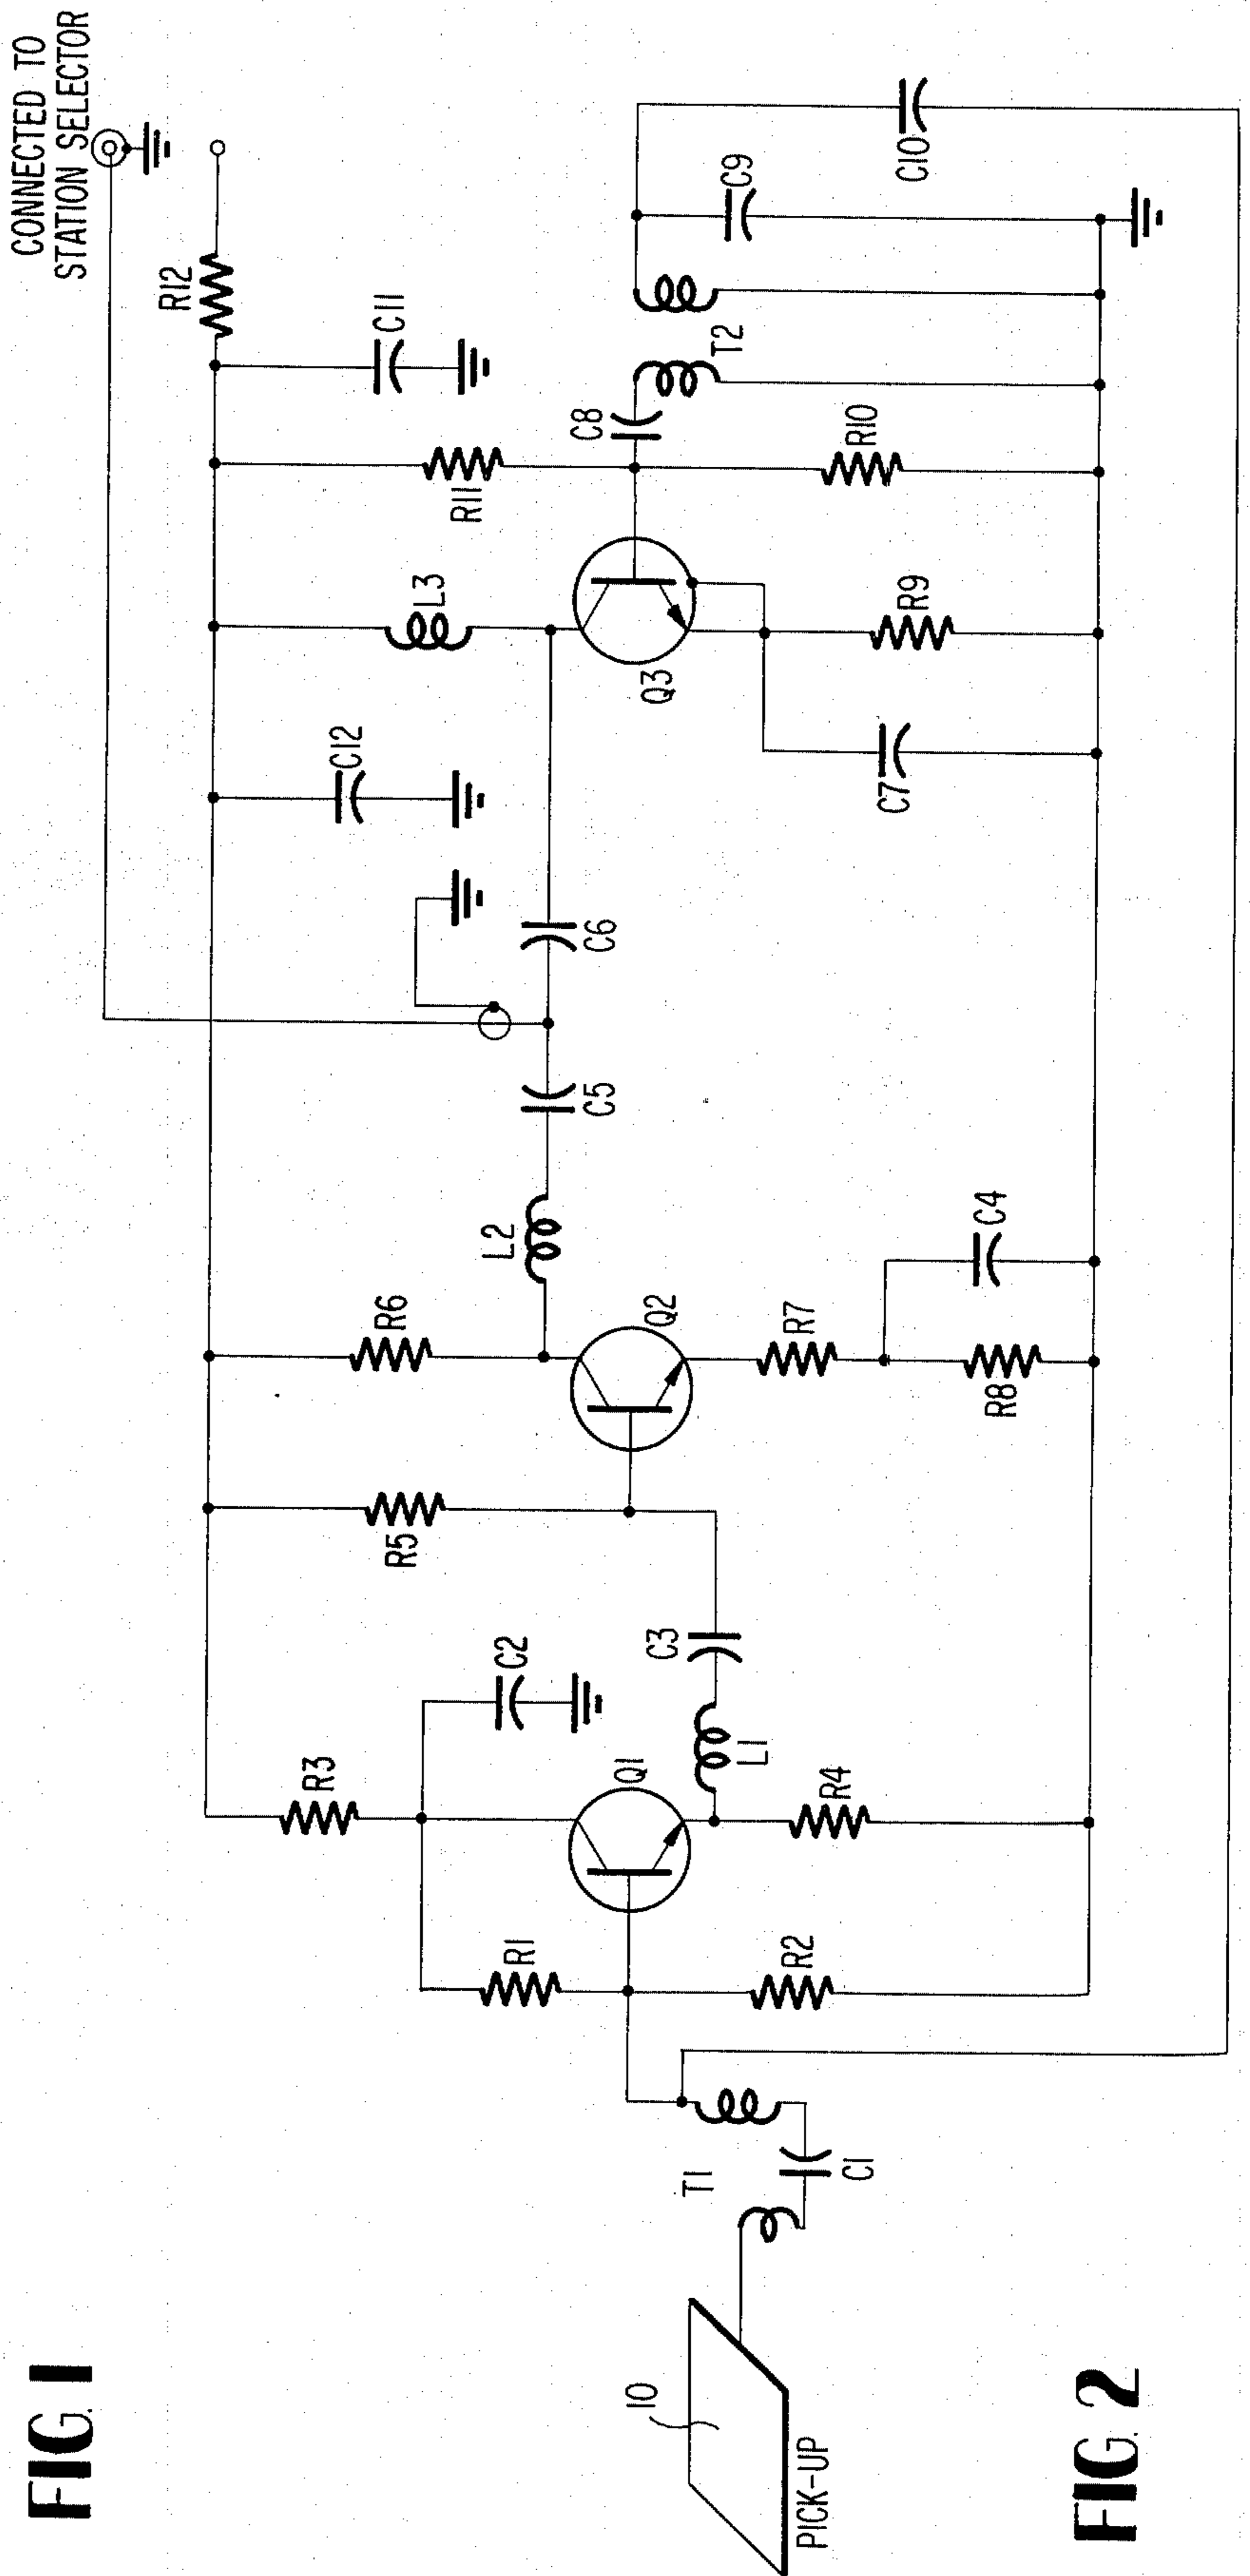 FIG. 1
CONNECTED TO
STATION SELECTOR
R12
C11
R11
L3
C12
C8
T2
R10
C9
C10
Q3
R9
C7
C6
C5
L2
R6
Q2
R7
C4
R8
R5
C3
C2
L1
R3
Q1
R4
R1
R2
T1
C1
10
PICK-UP
FIG. 2